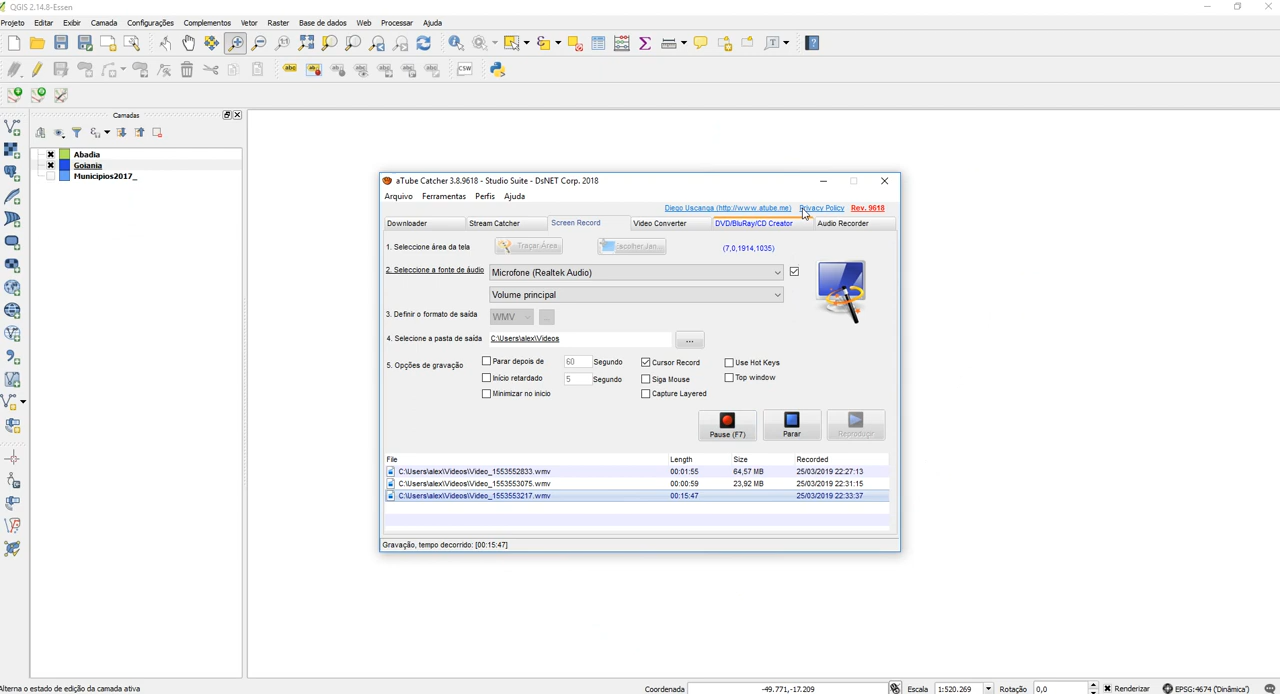 QGIS 2.14.8-Essen
Projeto Editar Exibir Camada Configurações Complementos Vetor Raster Base de dados Web Processar Ajuda
Camadas
Abadia
Goiania
Municipios2017_
aTube Catcher 3.8.9618 - Studio Suite - DsNET Corp. 2018
Arquivo Ferramentas Perfis Ajuda
Diego Uscanga (http://www.atube.me) Privacy Policy Rev. 9618
Downloader Stream Catcher Screen Record Video Converter DVD/BluRay/CD Creator Audio Recorder
1. Seleccione área da tela Traçar Área Escolher Jan... (7,0,1914,1035)
2. Seleccione a fonte de áudio Microfone (Realtek Audio)
Volume principal
3. Definir o formato de saída WMV ...
4. Selecione a pasta de saída C:\Users\alex\Videos ...
5. Opções de gravação Parar depois de 60 Segundo Cursor Record Use Hot Keys
Início retardado 5 Segundo Siga Mouse Top window
Minimizar no início Capture Layered
Pause (F7) Parar Reproduçir
File Length Size Recorded
C:\Users\alex\Videos\Video_1553552833.wmv 00:01:55 64,57 MB 25/03/2019 22:27:13
C:\Users\alex\Videos\Video_1553553075.wmv 00:00:59 23,92 MB 25/03/2019 22:31:15
C:\Users\alex\Videos\Video_1553553217.wmv 00:15:47 25/03/2019 22:33:37
Gravação, tempo decorrido: [00:15:47]
Alterna o estado de edição da camada ativa Coordenada -49.771,-17.209 Escala 1:520.269 Rotação 0,0 Renderizar EPSG:4674 ('Dinâmica')